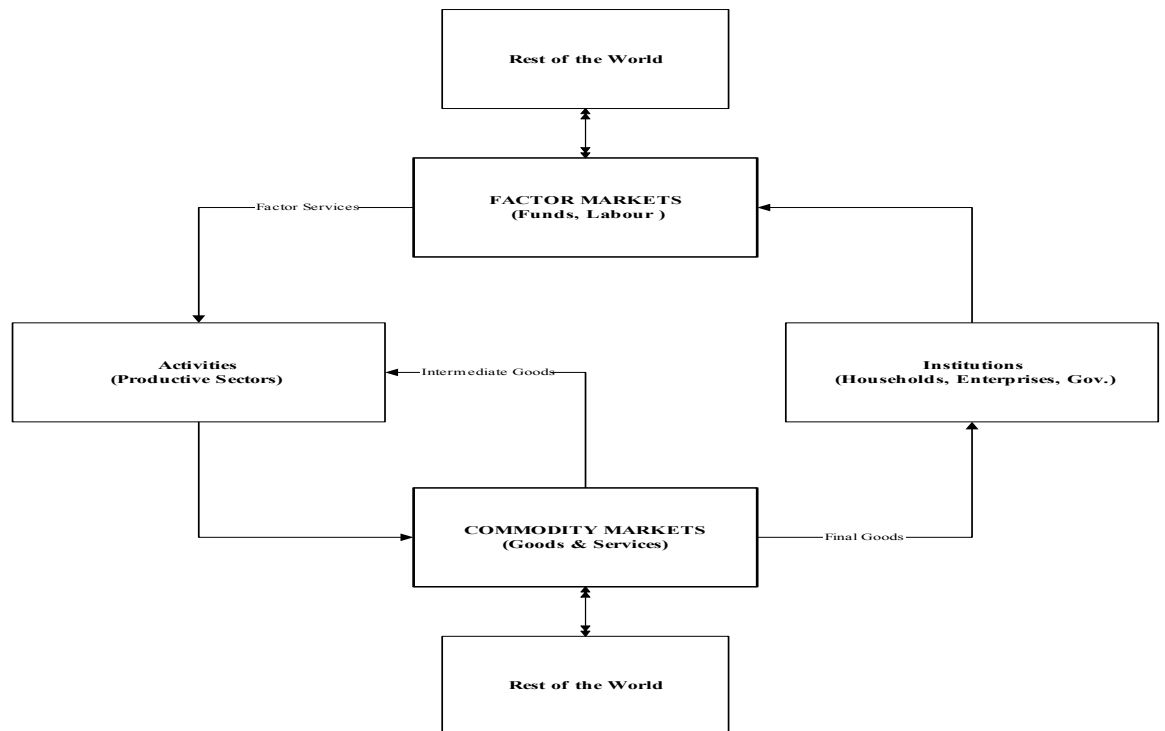 Rest of the World
FACTOR MARKETS
(Funds, Labour )
Factor Services
Activities
(Productive Sectors)
Intermediate Goods
Institutions
(Households, Enterprises, Gov.)
COMMODITY MARKETS
(Goods & Services)
Final Goods
Rest of the World